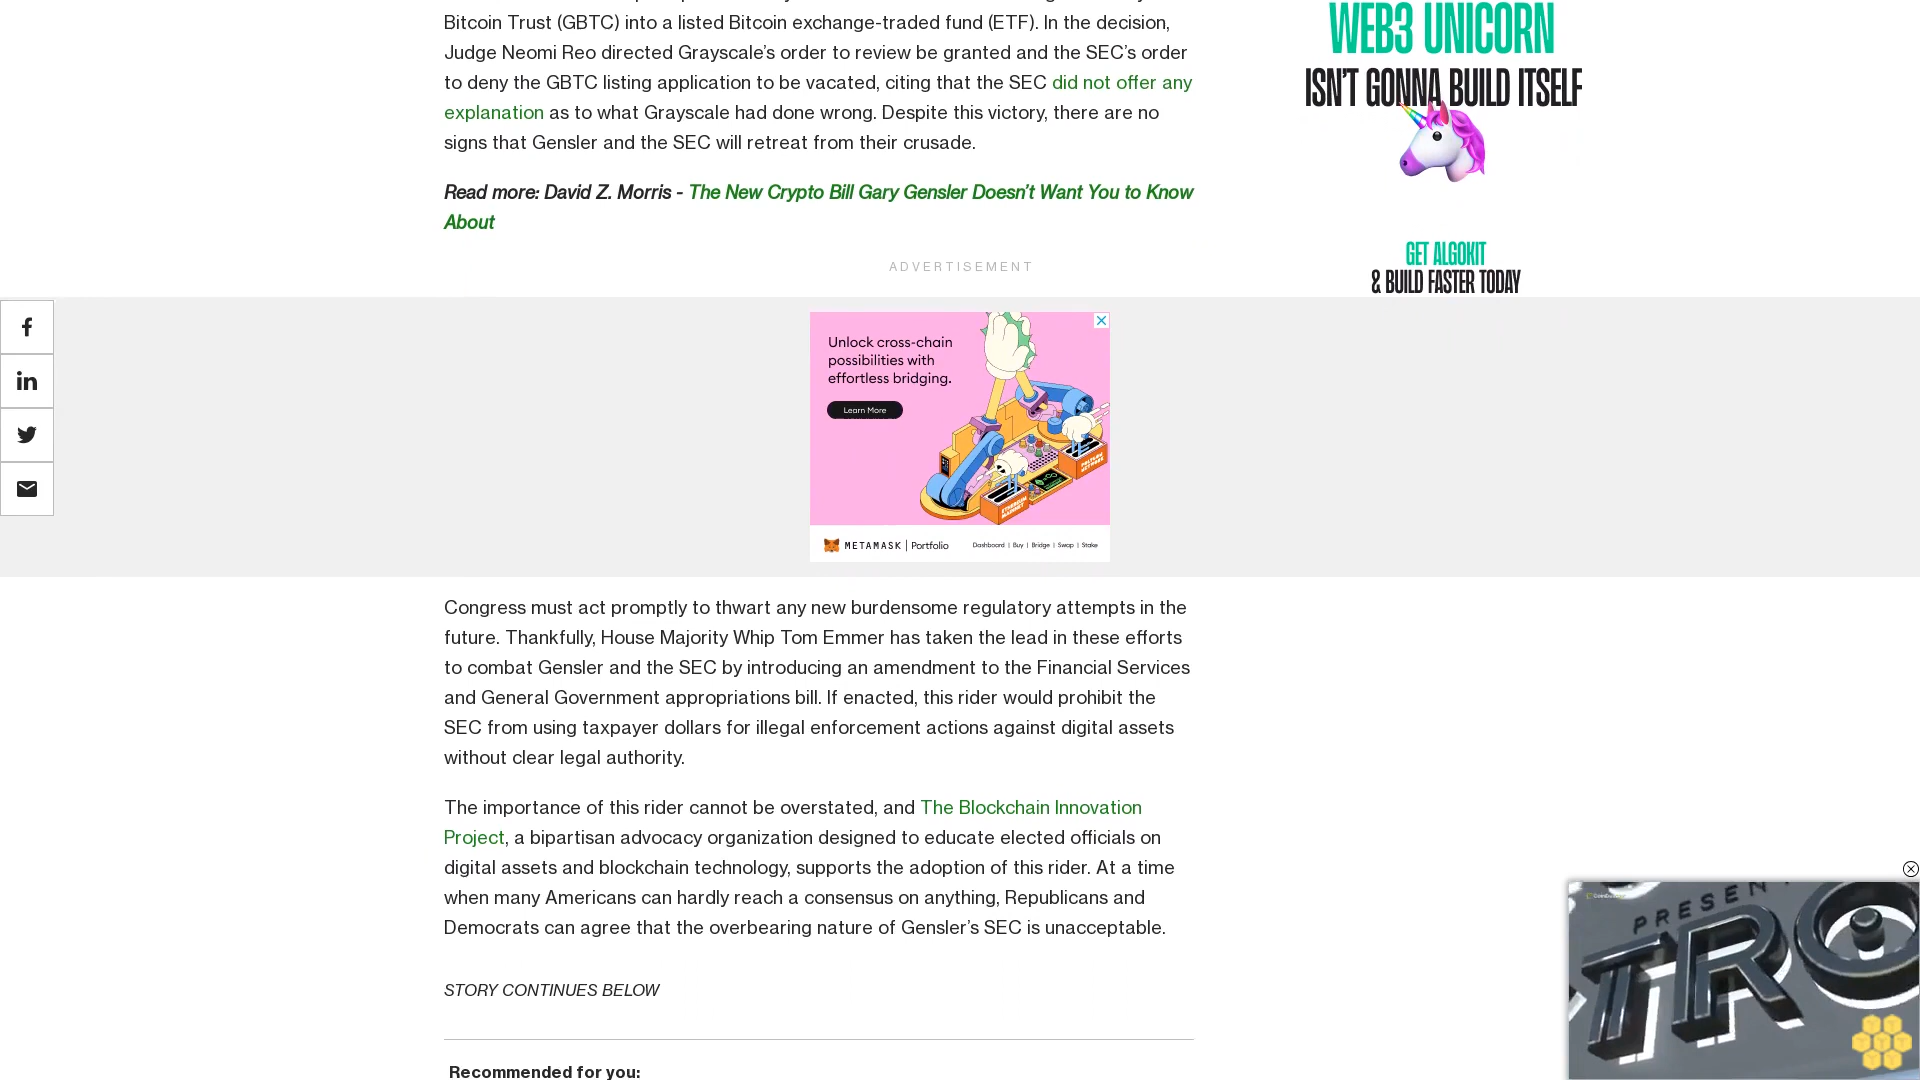 Bitcoin Trust (GBTC) into a listed Bitcoin exchange-traded fund (ETF). In the decision,
Judge Neomi Reo directed Grayscale’s order to review be granted and the SEC’s order
to deny the GBTC listing application to be vacated, citing that the SEC did not offer any
explanation as to what Grayscale had done wrong. Despite this victory, there are no
signs that Gensler and the SEC will retreat from their crusade.
Read more: David Z. Morris - The New Crypto Bill Gary Gensler Doesn’t Want You to Know
About
WEB3 UNICORN
ISN'T GONNA BUILD ITSELF
GET ALGOKIT
& BUILD FASTER TODAY
ADVERTISEMENT
Unlock cross-chain
possibilities with
effortless bridging.
Learn More
METAMASK | Portfolio
Dashboard | Buy | Bridge | Swap | Stake
Congress must act promptly to thwart any new burdensome regulatory attempts in the
future. Thankfully, House Majority Whip Tom Emmer has taken the lead in these efforts
to combat Gensler and the SEC by introducing an amendment to the Financial Services
and General Government appropriations bill. If enacted, this rider would prohibit the
SEC from using taxpayer dollars for illegal enforcement actions against digital assets
without clear legal authority.
The importance of this rider cannot be overstated, and The Blockchain Innovation
Project, a bipartisan advocacy organization designed to educate elected officials on
digital assets and blockchain technology, supports the adoption of this rider. At a time
when many Americans can hardly reach a consensus on anything, Republicans and
Democrats can agree that the overbearing nature of Gensler’s SEC is unacceptable.
STORY CONTINUES BELOW
Recommended for you:
PRESENT
TRO